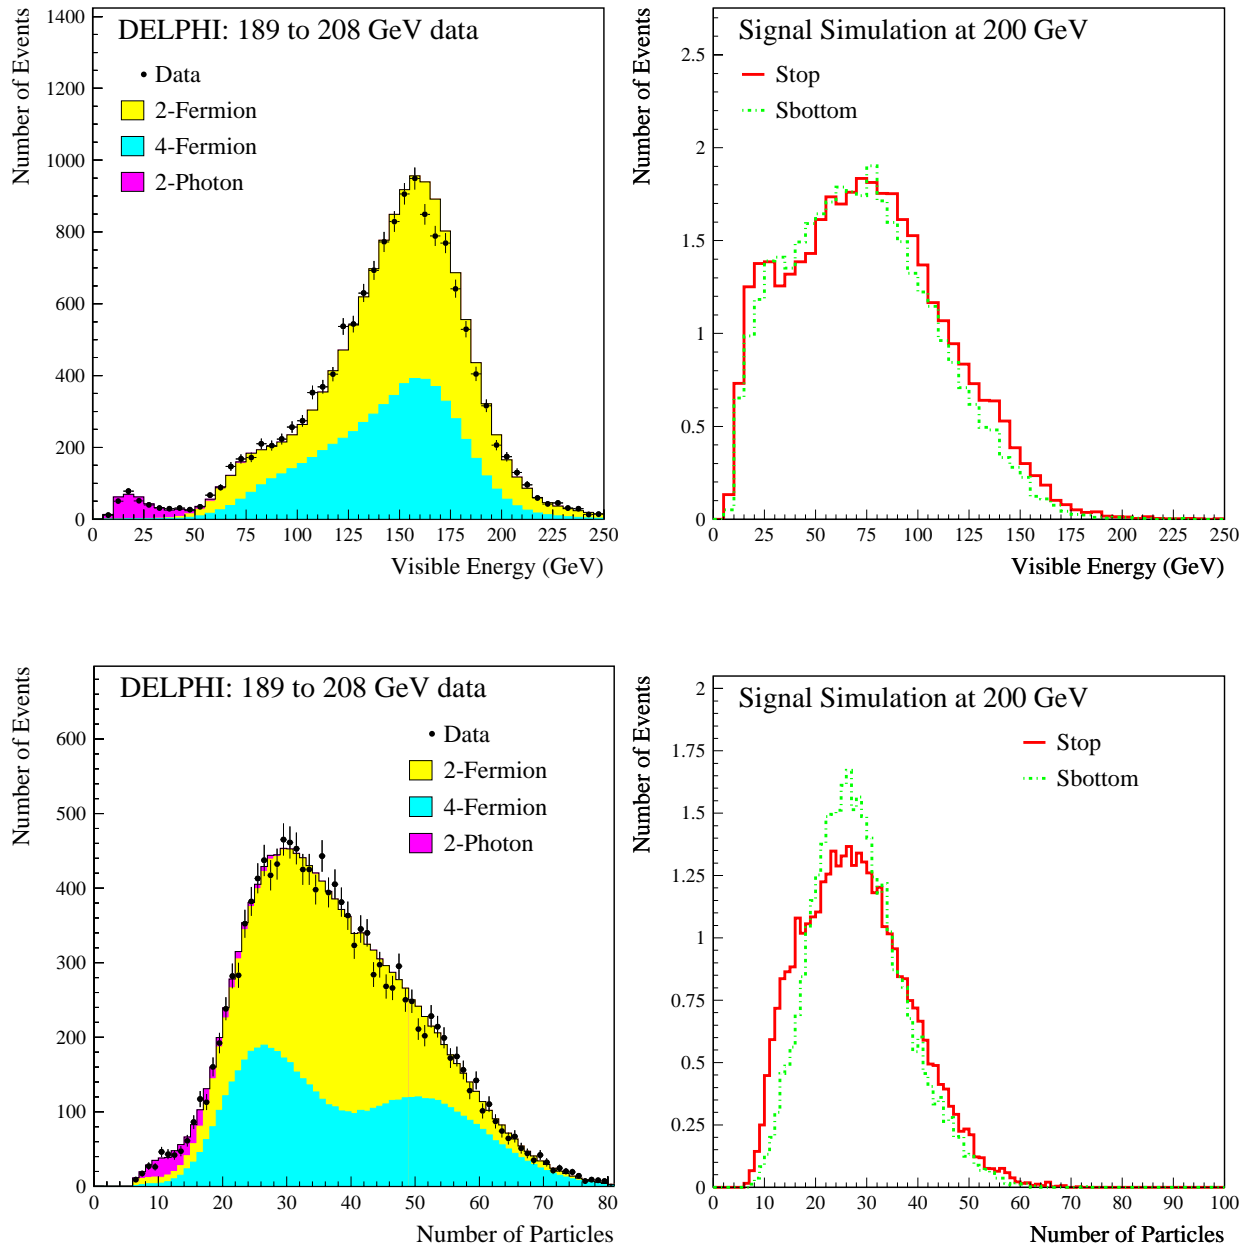 DELPHI: 189 to 208 GeV data
Number of Events
Data
2-Fermion
4-Fermion
2-Photon
1400
1200
1000
800
600
400
200
0
0 25 50 75 100 125 150 175 200 225 250
Visible Energy (GeV)
Signal Simulation at 200 GeV
Number of Events
Stop
Sbottom
2.5
2
1.5
1
0.5
0
0 25 50 75 100 125 150 175 200 225 250
Visible Energy (GeV)
DELPHI: 189 to 208 GeV data
Number of Events
Data
2-Fermion
4-Fermion
2-Photon
600
500
400
300
200
100
0
0 10 20 30 40 50 60 70 80
Number of Particles
Signal Simulation at 200 GeV
Number of Events
Stop
Sbottom
2
1.75
1.5
1.25
1
0.75
0.5
0.25
0
0 10 20 30 40 50 60 70 80 90 100
Number of Particles